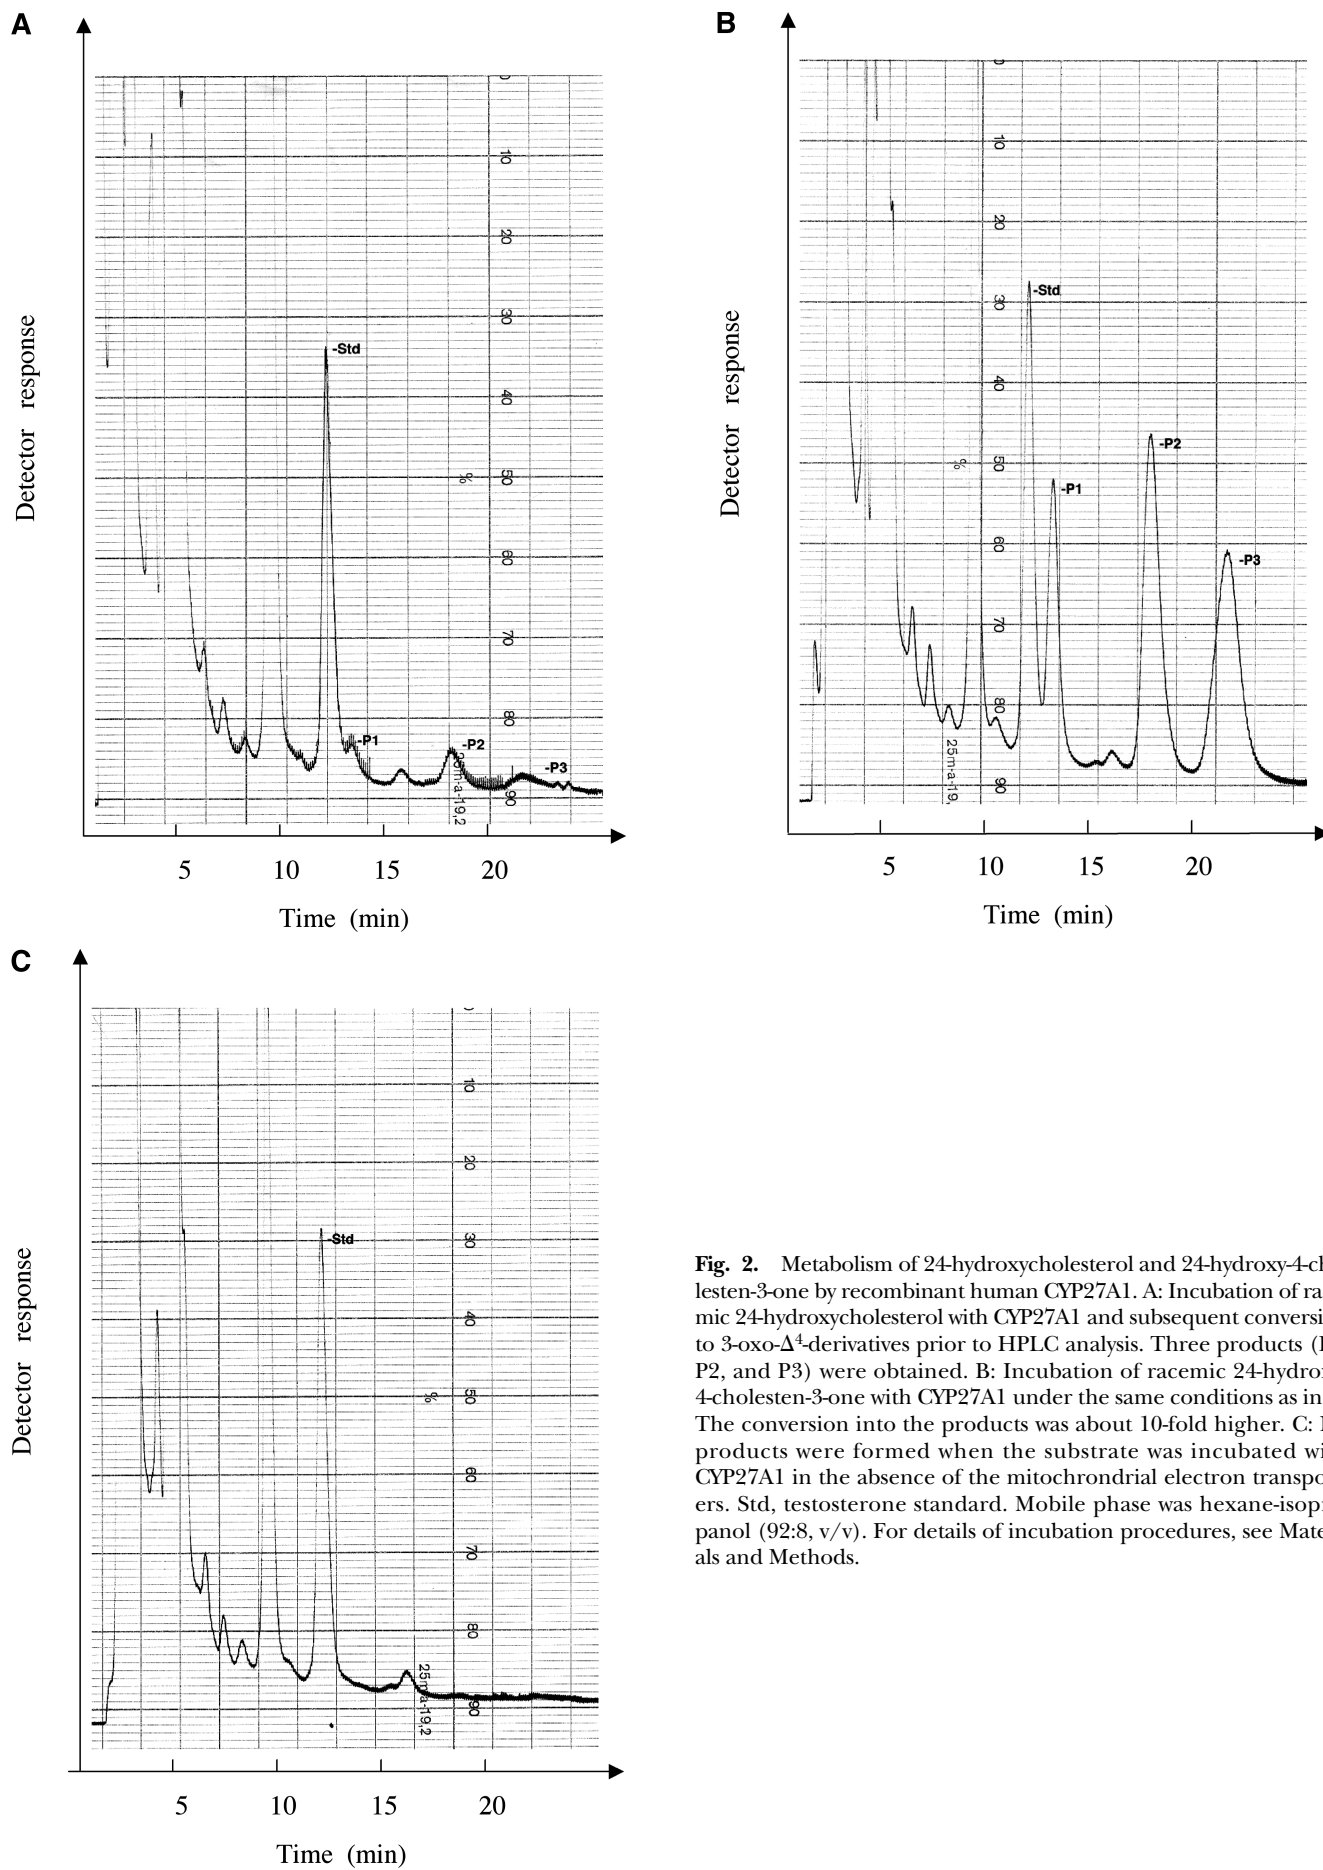 A
Detector response
0
10
20
30
40
%
50
60
70
80
90
-Std
-P1
-P2
-P3
25m-a-19,2
5 10 15 20
Time (min)
B
Detector response
0
10
20
30
40
%
50
60
70
80
90
-Std
-P1
-P2
-P3
25m-a-19,
5 10 15 20
Time (min)
C
Detector response
10
20
30
40
%
50
60
70
80
90
-Std
25m-a-19,2
5 10 15 20
Time (min)
Fig. 2. Metabolism of 24-hydroxycholesterol and 24-hydroxy-4-ch
lesten-3-one by recombinant human CYP27A1. A: Incubation of ra
mic 24-hydroxycholesterol with CYP27A1 and subsequent conversi
to 3-oxo-Δ⁴-derivatives prior to HPLC analysis. Three products (
P2, and P3) were obtained. B: Incubation of racemic 24-hydro
4-cholesten-3-one with CYP27A1 under the same conditions as in
The conversion into the products was about 10-fold higher. C:
products were formed when the substrate was incubated wi
CYP27A1 in the absence of the mitochrondrial electron transpo
ers. Std, testosterone standard. Mobile phase was hexane-isop
panol (92:8, v/v). For details of incubation procedures, see Mate
als and Methods.